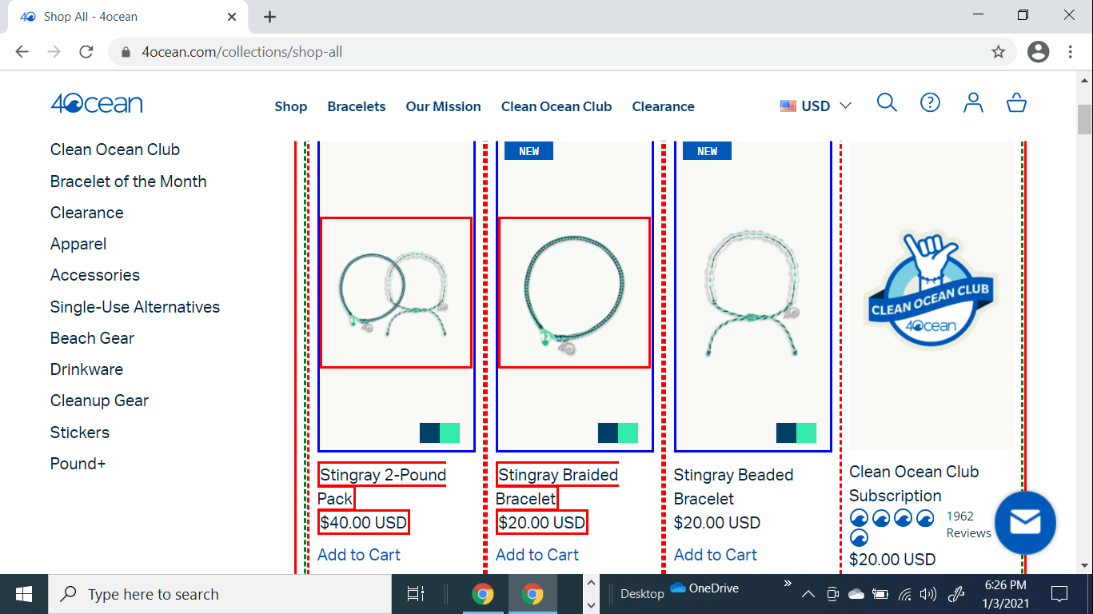 Shop All - 4ocean
4ocean.com/collections/shop-all
4Ocean
Shop Bracelets Our Mission Clean Ocean Club Clearance USD
Clean Ocean Club
Bracelet of the Month
Clearance
Apparel
Accessories
Single-Use Alternatives
Beach Gear
Drinkware
Cleanup Gear
Stickers
Pound+
NEW
NEW
CLEAN OCEAN CLUB
4ocean
Stingray 2-Pound
Pack
$40.00 USD
Add to Cart
Stingray Braided
Bracelet
$20.00 USD
Add to Cart
Stingray Beaded
Bracelet
$20.00 USD
Add to Cart
Clean Ocean Club
Subscription
1962
Reviews
$20.00 USD
Type here to search
Desktop
OneDrive
6:26 PM
1/3/2021